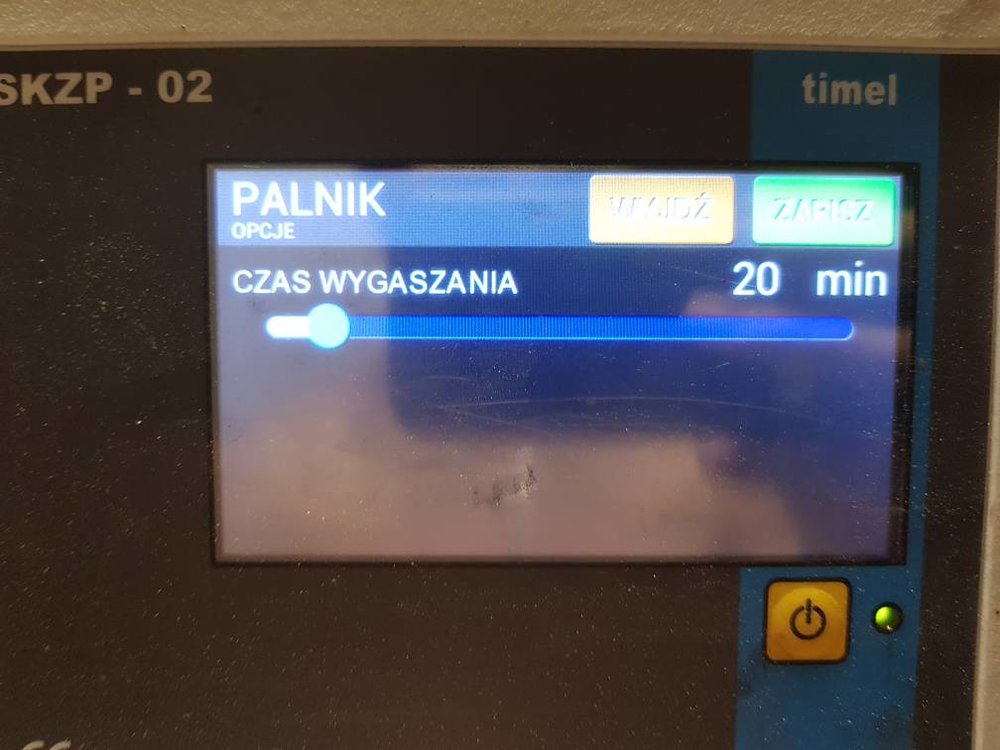 SKZP - 02
timel
PALNIK
WYJDŹ
ZAPISZ
OPCJE
CZAS WYGASZANIA 20 min